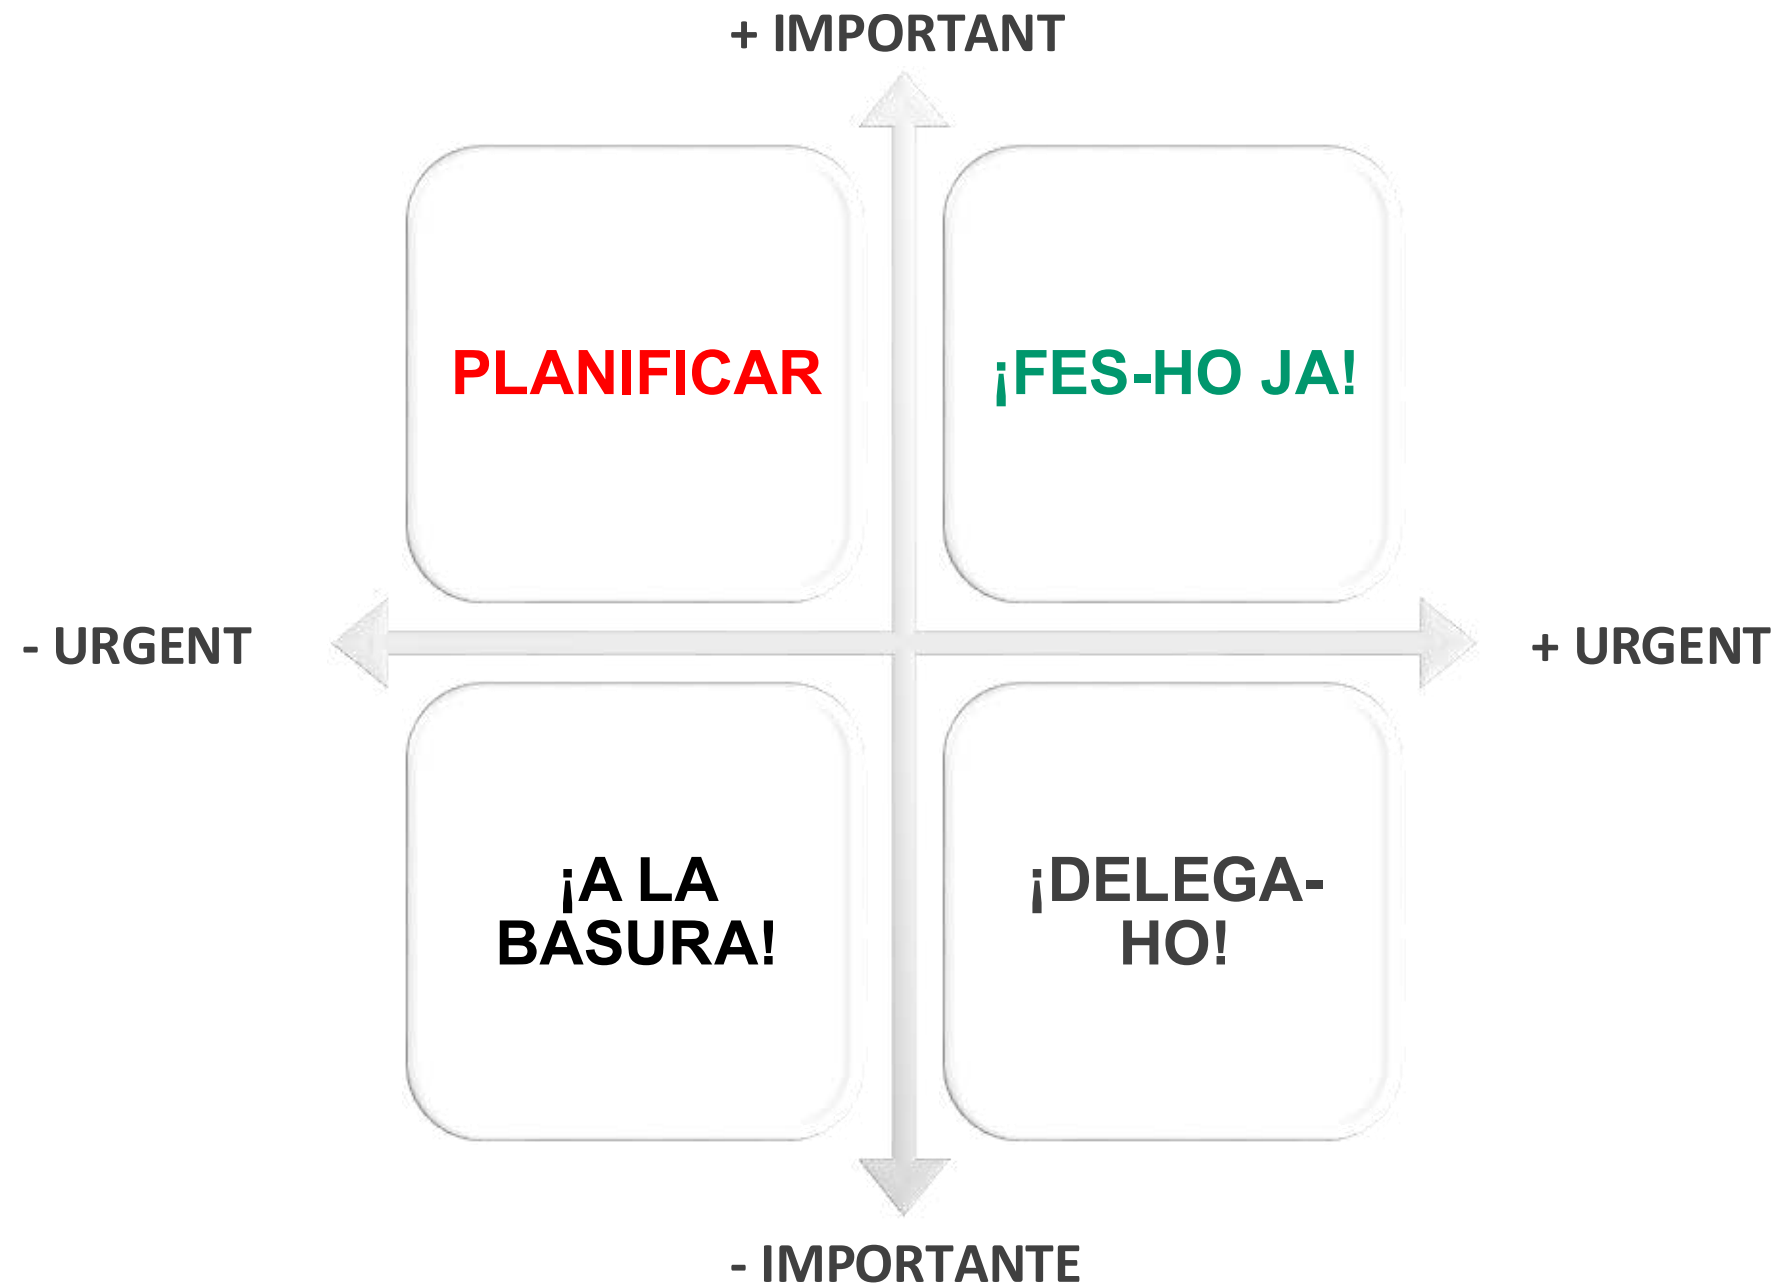 + IMPORTANT
PLANIFICAR
¡FES-HO JA!
- URGENT
+ URGENT
¡A LA
BASURA!
¡DELEGA-
HO!
- IMPORTANTE